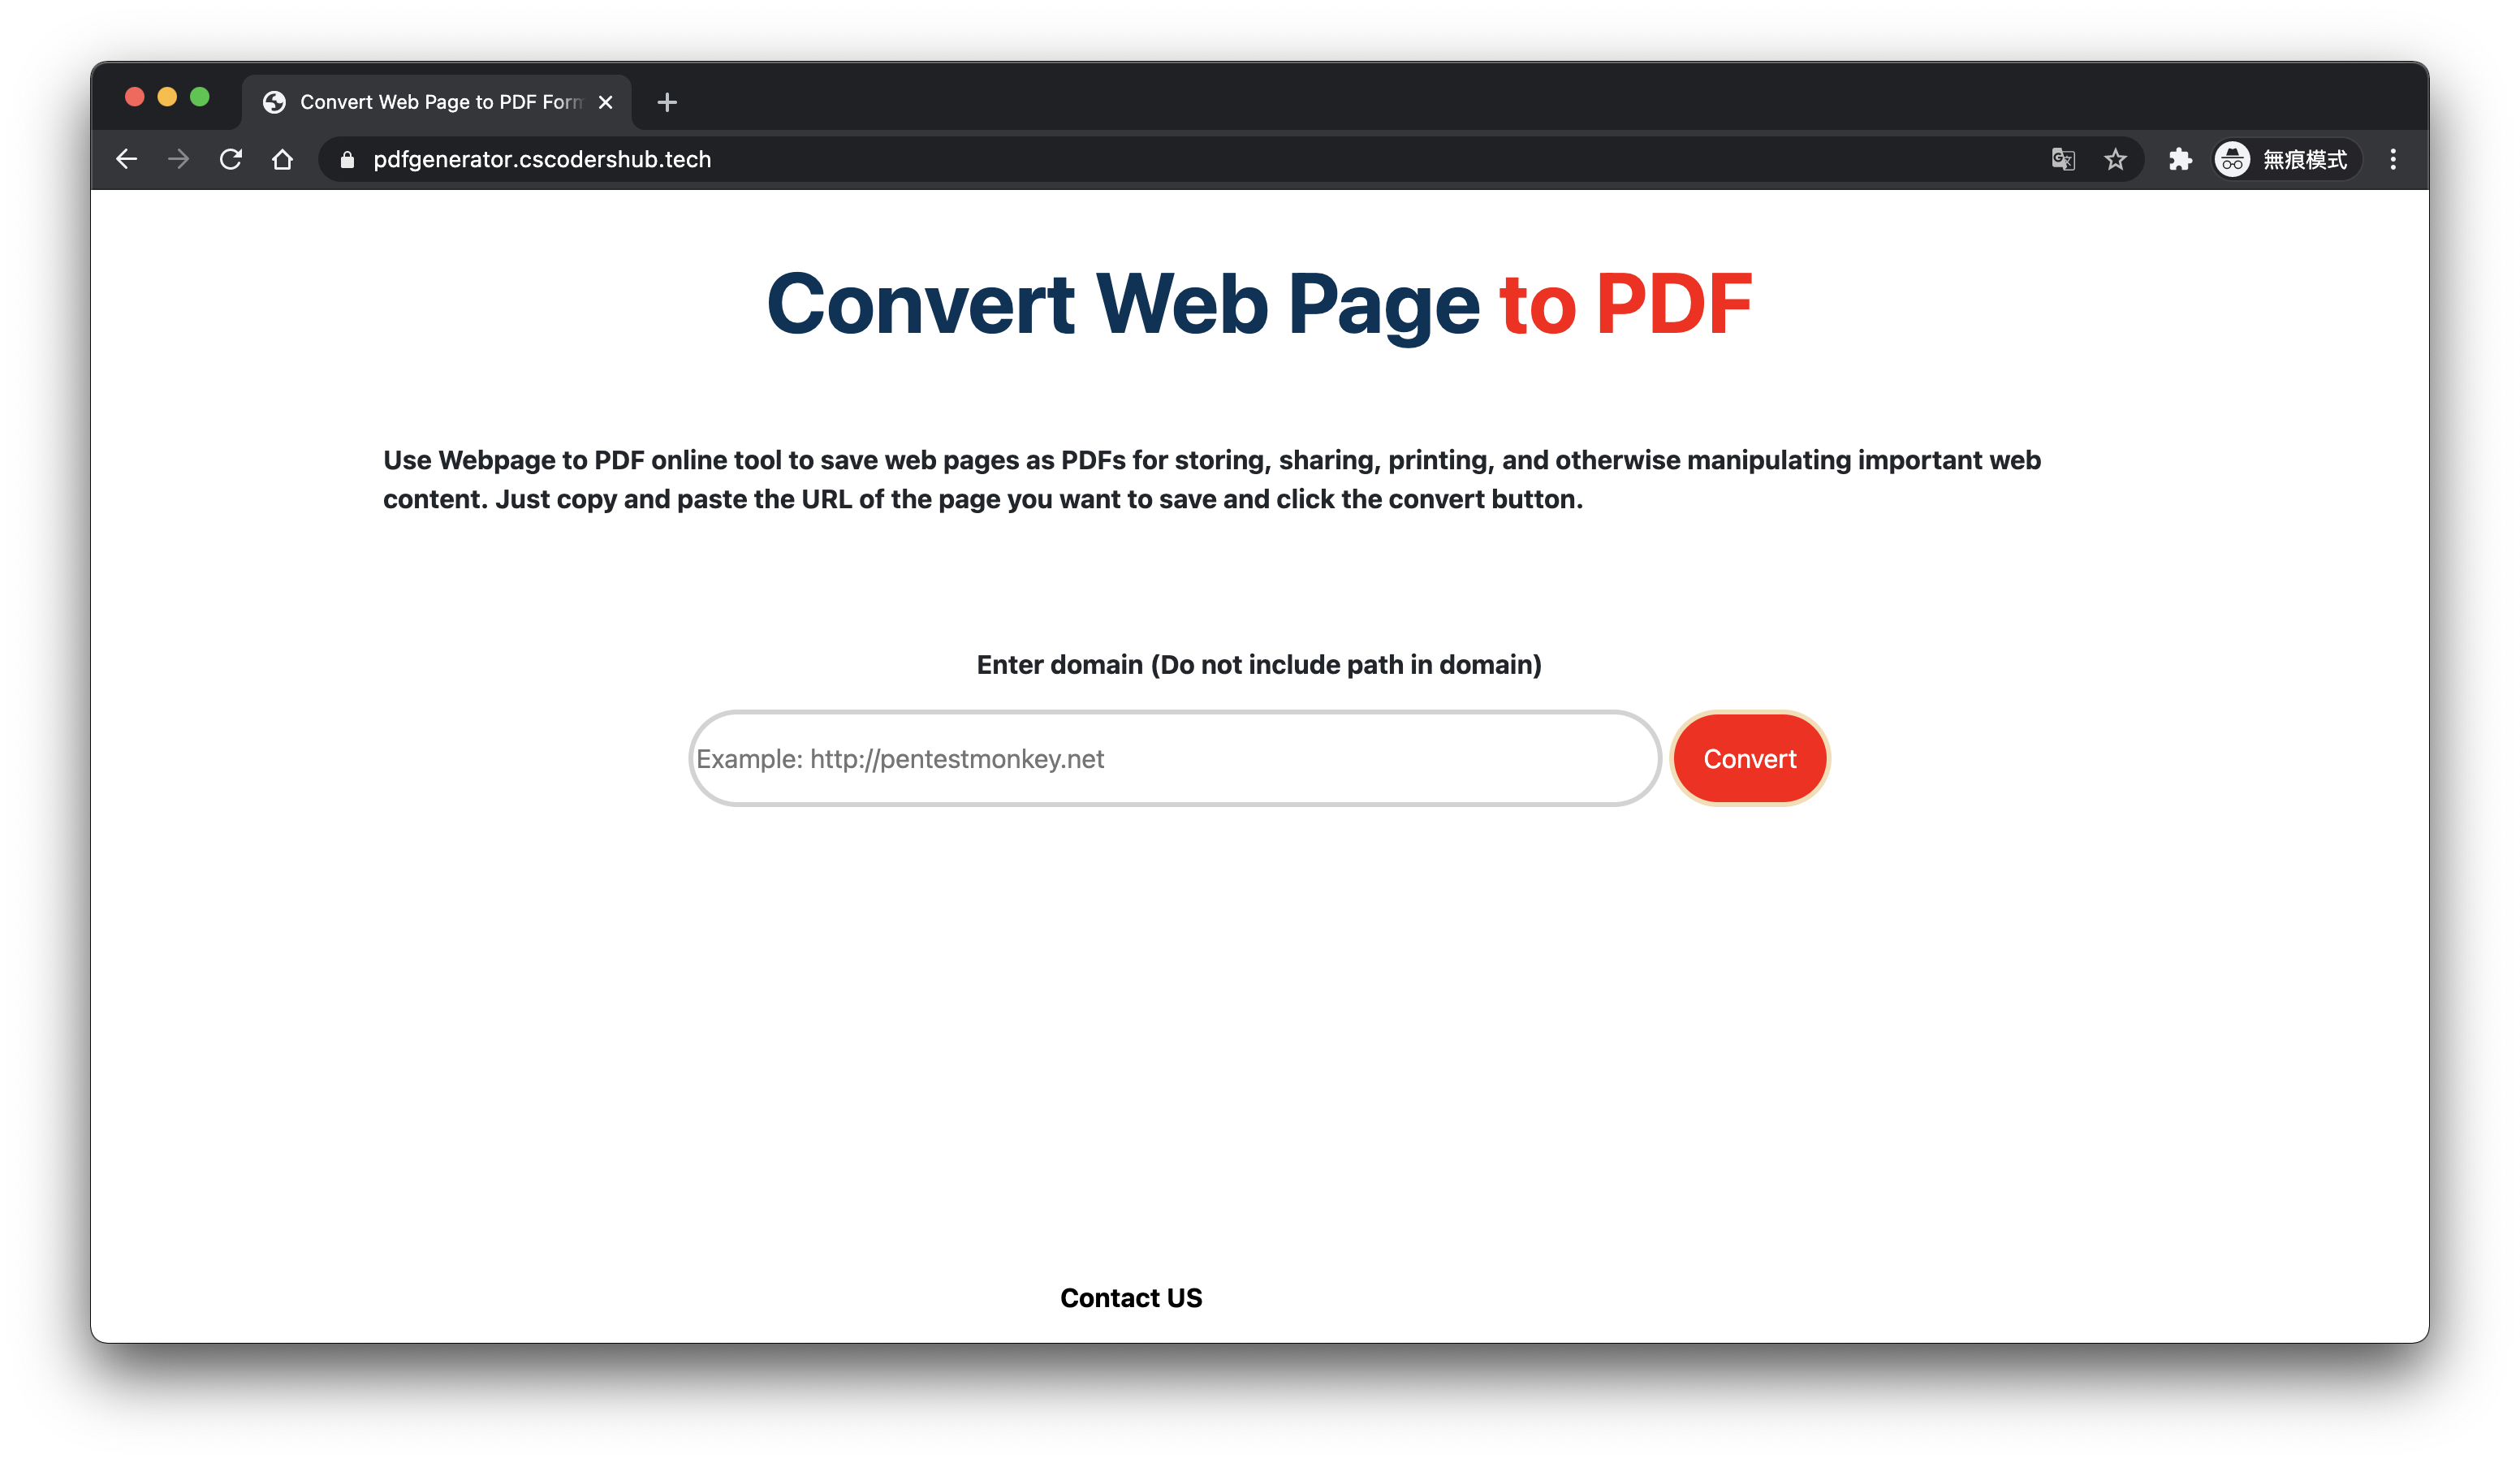 Convert Web Page to PDF Form
pdfgenerator.cscodershub.tech
無痕模式
Convert Web Page to PDF
Use Webpage to PDF online tool to save web pages as PDFs for storing, sharing, printing, and otherwise manipulating important web
content. Just copy and paste the URL of the page you want to save and click the convert button.
Enter domain (Do not include path in domain)
Example: http://pentestmonkey.net
Convert
Contact US